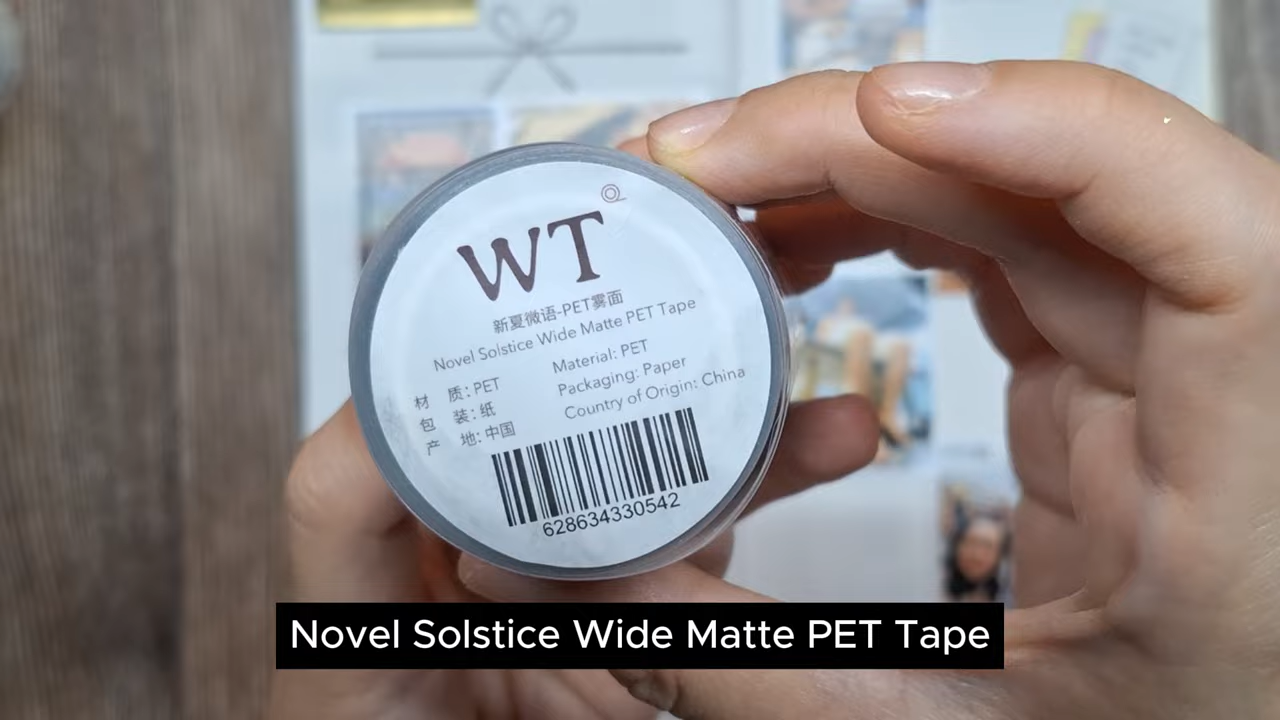 WT
新夏微语-PET雾面
Novel Solstice Wide Matte PET Tape
材 质: PET
包 装: 纸
产 地: 中国
Material: PET
Packaging: Paper
Country of Origin: China
628634330542
Novel Solstice Wide Matte PET Tape